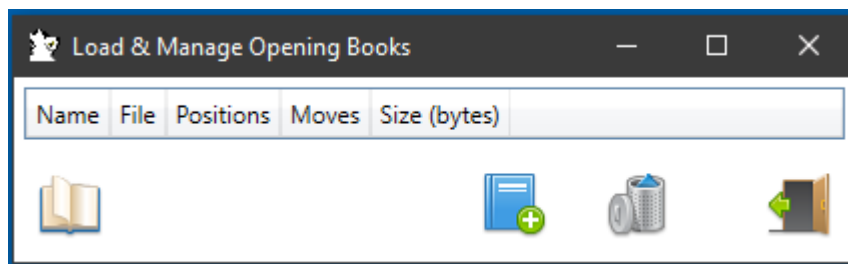 Load & Manage Opening Books
Name File Positions Moves Size (bytes)